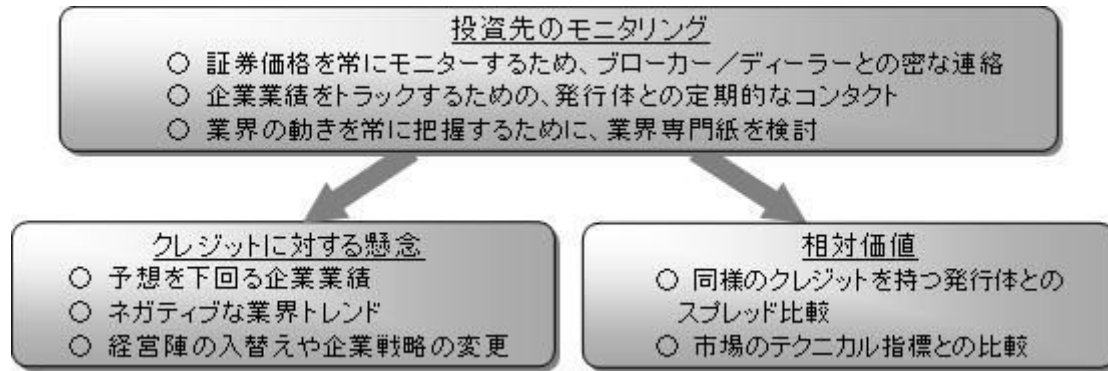 投資先のモニタリング
○ 証券価格を常にモニターするため、ブローカー／ディーラーとの密な連絡
○ 企業業績をトラックするための、発行体との定期的なコンタクト
○ 業界の動きを常に把握するために、業界専門紙を検討
クレジットに対する懸念
○ 予想を下回る企業業績
○ ネガティブな業界トレンド
○ 経営陣の入替えや企業戦略の変更
相対価値
○ 同様のクレジットを持つ発行体との
スプレッド比較
○ 市場のテクニカル指標との比較